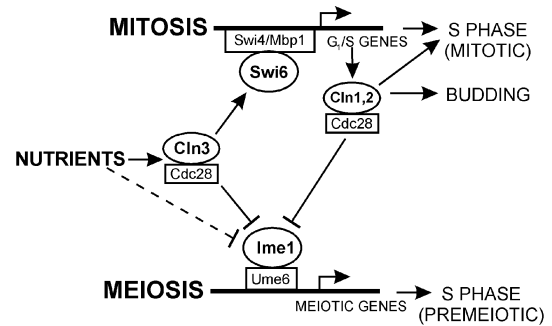 MITOSIS
Swi4/Mbp1
G1/S GENES
S PHASE
(MITOTIC)
Swi6
Cln1,2
Cdc28
BUDDING
Cln3
NUTRIENTS
Cdc28
Ime1
Ume6
MEIOSIS
MEIOTIC GENES
S PHASE
(PREMEIOTIC)